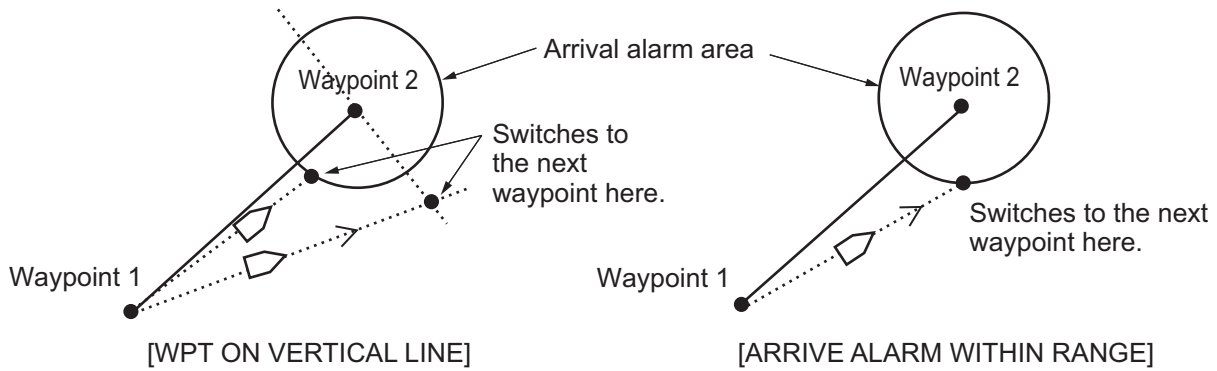 Arrival alarm area
Waypoint 2
Switches to
the next
waypoint here.
Waypoint 1
[WPT ON VERTICAL LINE]
Waypoint 2
Switches to the next
waypoint here.
Waypoint 1
[ARRIVE ALARM WITHIN RANGE]